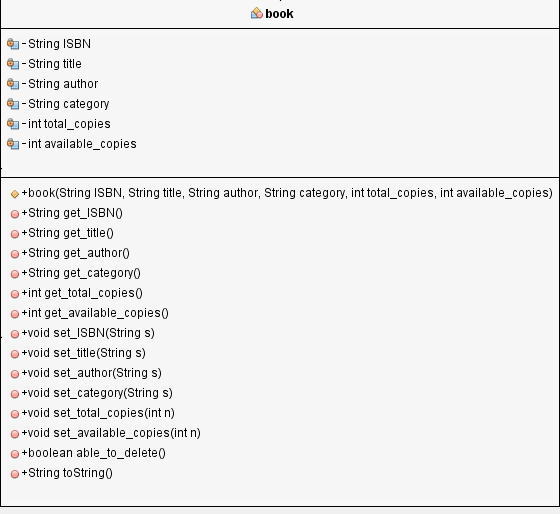 book
- String ISBN
- String title
- String author
- String category
- int total_copies
- int available_copies
+book(String ISBN, String title, String author, String category, int total_copies, int available_copies)
+String get_ISBN()
+String get_title()
+String get_author()
+String get_category()
+int get_total_copies()
+int get_available_copies()
+void set_ISBN(String s)
+void set_title(String s)
+void set_author(String s)
+void set_category(String s)
+void set_total_copies(int n)
+void set_available_copies(int n)
+boolean able_to_delete()
+String toString()